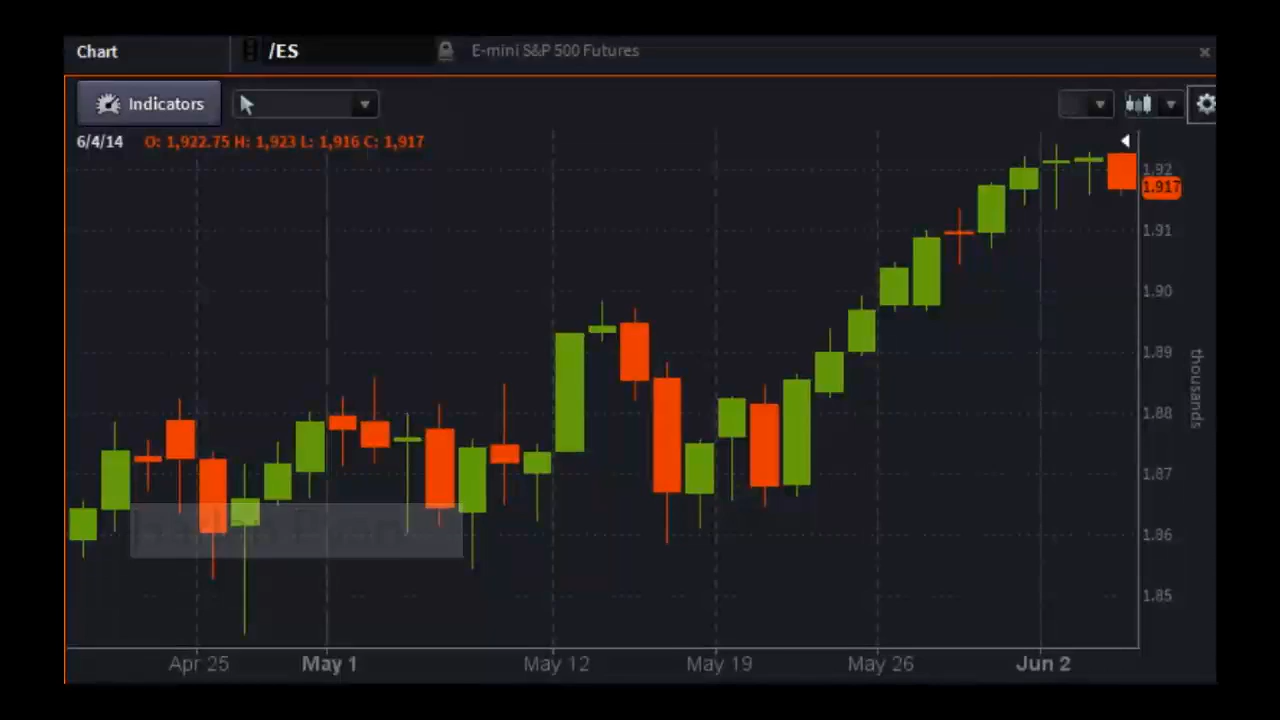 Chart /ES E-mini S&P 500 Futures ×
Indicators
6/4/14 O: 1,922.75 H: 1,923 L: 1,916 C: 1,917
1.92
1.917
1.91
1.90
1.89
1.88
1.87
1.86
1.85
thousands
Apr 25 May 1 May 12 May 19 May 26 Jun 2